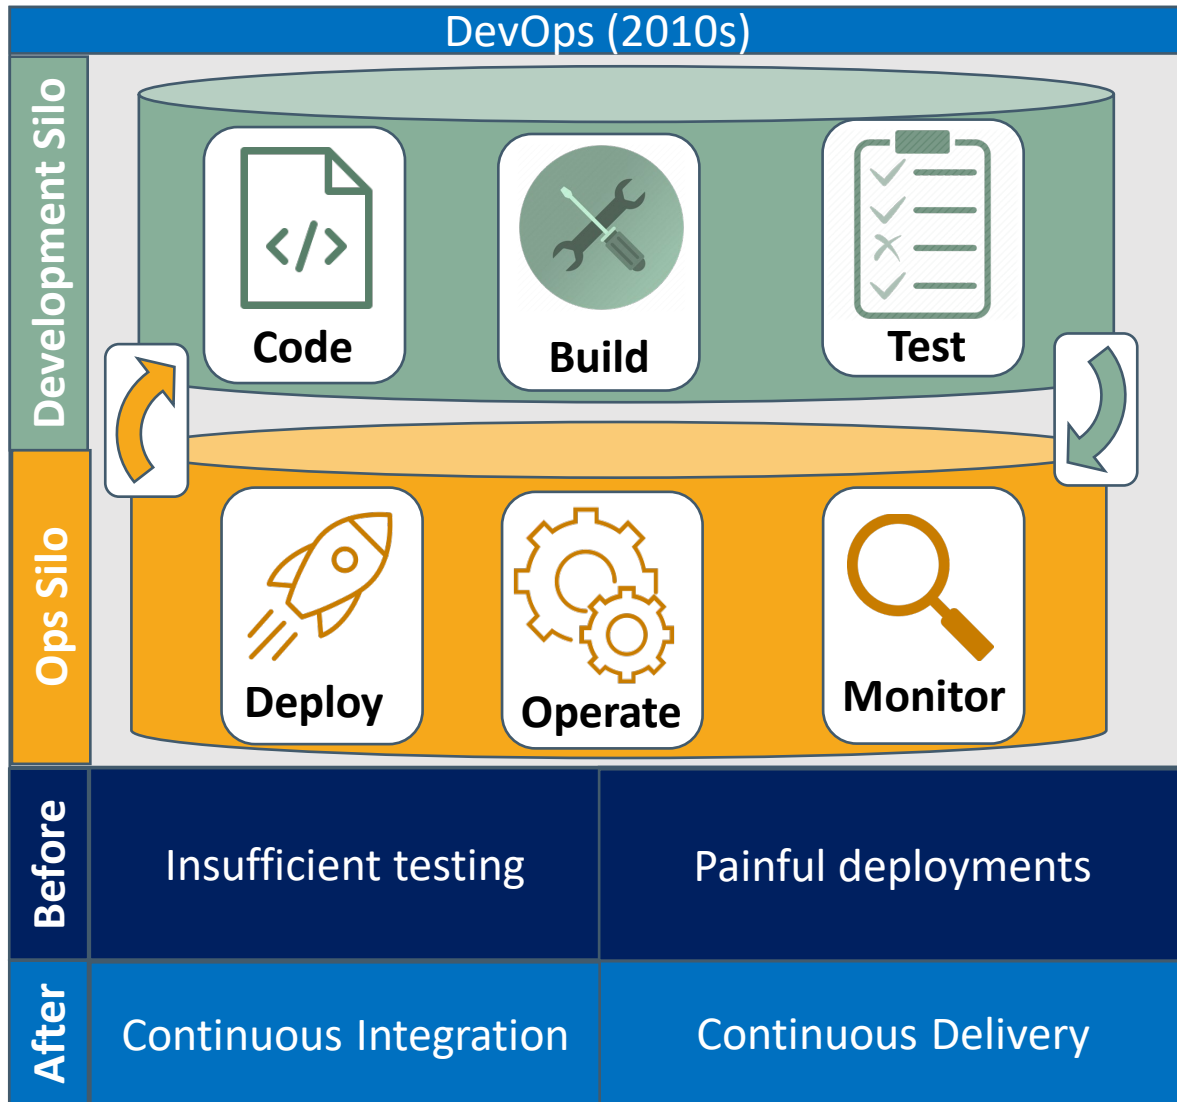 DevOps (2010s)
Development Silo
Code
Build
Test
Ops Silo
Deploy
Operate
Monitor
Before
Insufficient testing
Painful deployments
After
Continuous Integration
Continuous Delivery